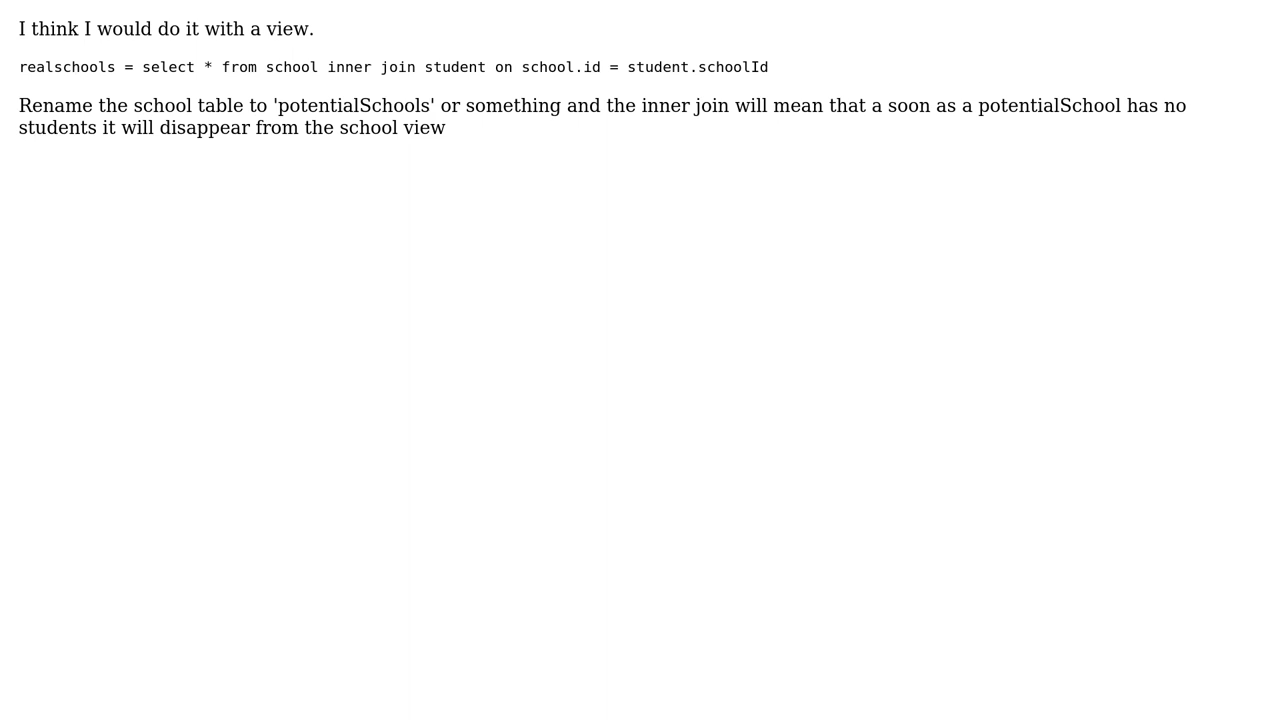 I think I would do it with a view.
realschools = select * from school inner join student on school.id = student.schoolId
Rename the school table to 'potentialSchools' or something and the inner join will mean that a soon as a potentialSchool has no
students it will disappear from the school view